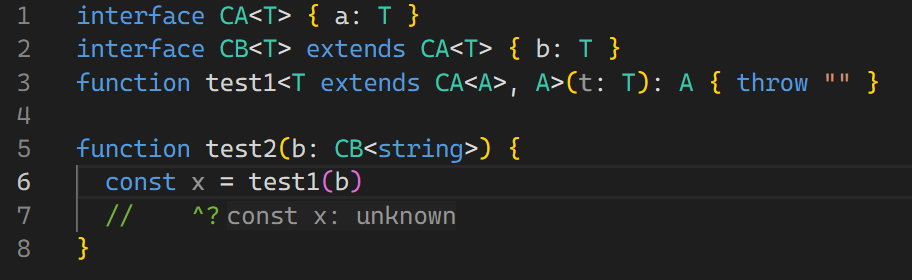 1 interface CA<T> { a: T }
2 interface CB<T> extends CA<T> { b: T }
3 function test1<T extends CA<A>, A>(t: T): A { throw "" }
4
5 function test2(b: CB<string>) {
6   const x = test1(b)
7   //    ^? const x: unknown
8 }